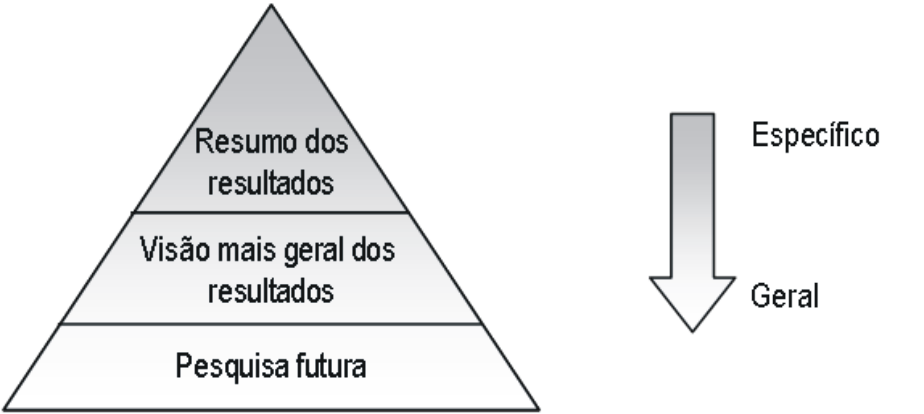 Resumo dos
resultados
Visão mais geral dos
resultados
Pesquisa futura
Específico
Geral